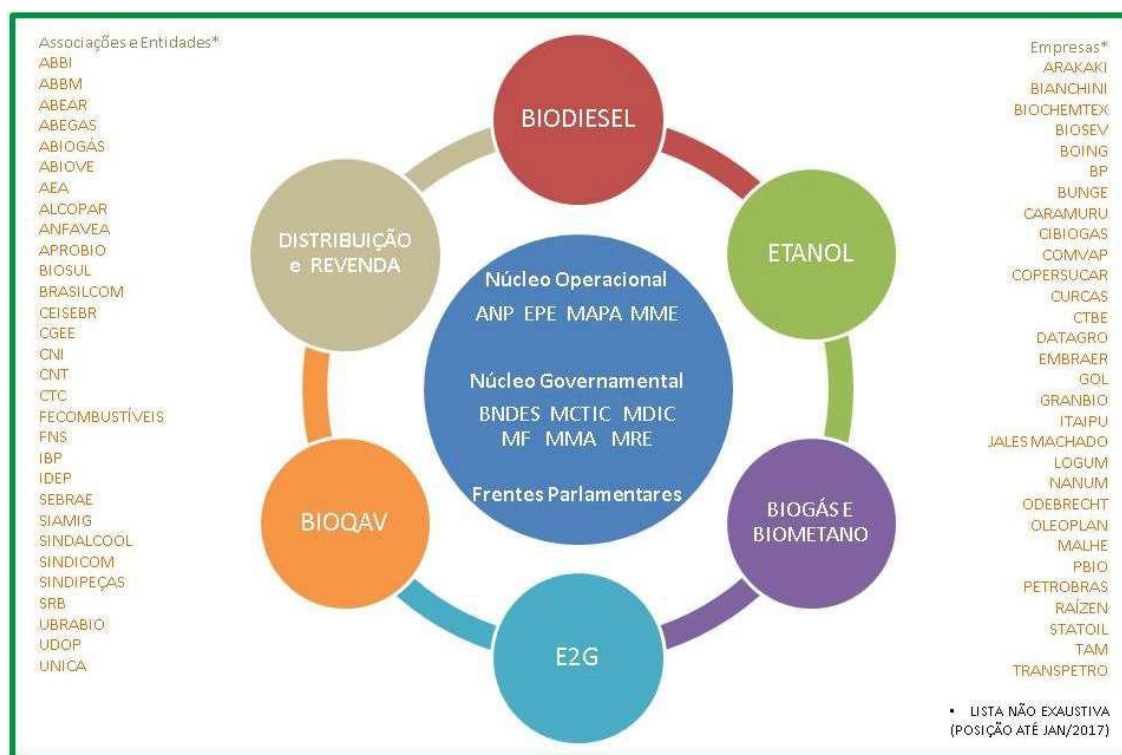 Associações e Entidades*
ABBI
ABBM
ABEAR
ABEGAS
ABIOGÁS
ABIOVE
AEA
ALCOPAR
ANFAVEA
APROBIO
BIOSUL
BRASILCOM
CEISEBR
CGEE
CNI
CNT
CTC
FECOMBUSTÍVEIS
FNS
IBP
IDEP
SEBRAE
SIAMIG
SINDALCOOL
SINDICOM
SINDIPEÇAS
SRB
UBRABIO
UDOP
UNICA
BIODIESEL
ETANOL
BIOGÁS E
BIOMETANO
E2G
BIOQAV
DISTRIBUIÇÃO
e REVENDA
Núcleo Operacional
ANP EPE MAPA MME
Núcleo Governamental
BNDES MCTIC MDIC
MF MMA MRE
Frentes Parlamentares
Empresas*
ARAKAKI
BIANCHINI
BIOCHEMTEX
BIOSEV
BOING
BP
BUNGE
CARAMURU
CIBIOGAS
COMVAP
COPERSUCAR
CURCAS
CTBE
DATAGRO
EMBRAER
GOL
GRANBIO
ITAIPU
JALES MACHADO
LOGUM
NANUM
ODEBRECHT
OLEOPLAN
MALHE
PBIO
PETROBRAS
RAÍZEN
STATOIL
TAM
TRANSPETRO
• LISTA NÃO EXAUSTIVA
(POSIÇÃO ATÉ JAN/2017)